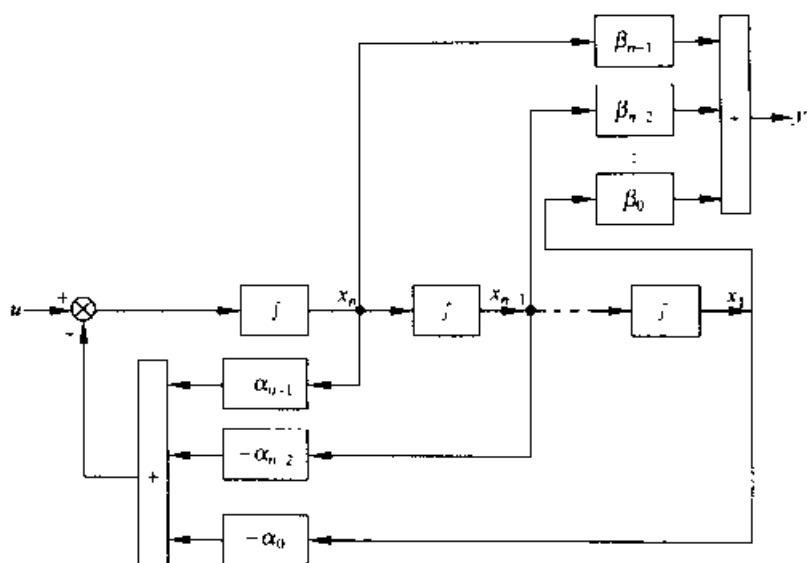 β_{n-1}
β_{n-2}
+ y
⋮
β_0
u + ∫ x_n ∫ x_{n-1} ∫ x_1
+
α_{n-1}
-α_{n-2}
+
-α_0